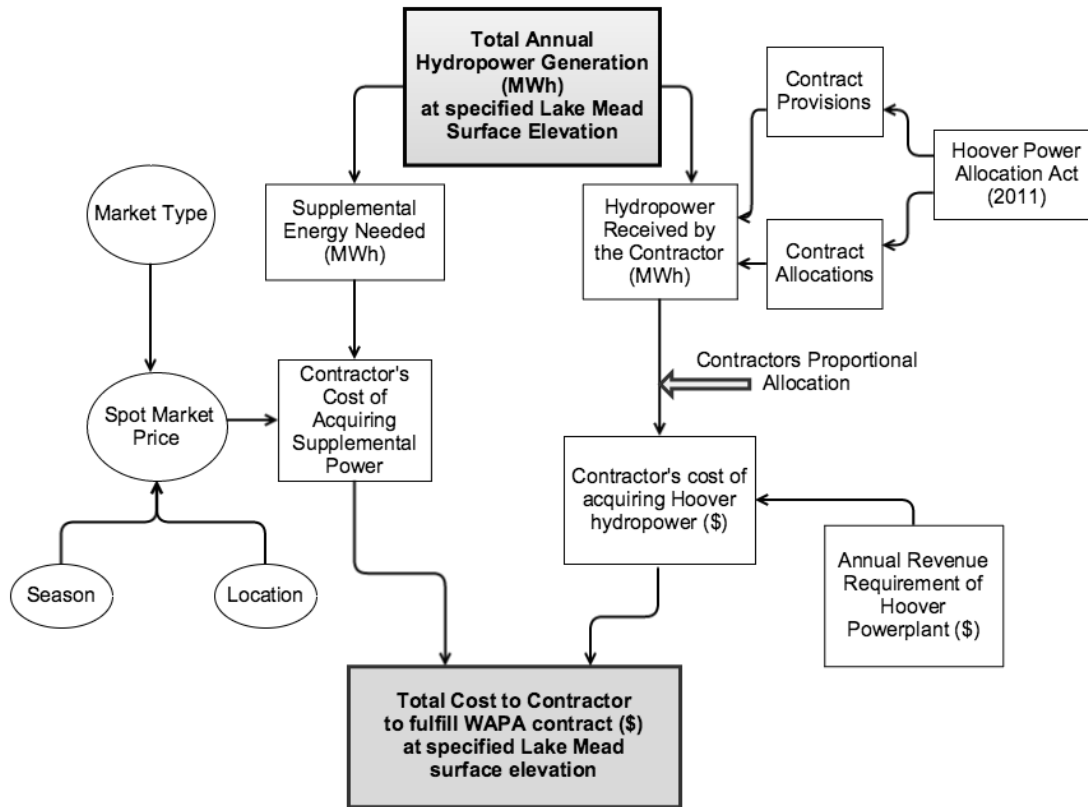 Total Annual
Hydropower Generation
(MWh)
at specified Lake Mead
Surface Elevation
Contract
Provisions
Hoover Power
Allocation Act
(2011)
Market Type
Supplemental
Energy Needed
(MWh)
Hydropower
Received by
the Contractor
(MWh)
Contract
Allocations
Contractors Proportional
Allocation
Spot Market
Price
Contractor's
Cost of
Acquiring
Supplemental
Power
Contractor's cost of
acquiring Hoover
hydropower ($)
Annual Revenue
Requirement of
Hoover
Powerplant ($)
Season
Location
Total Cost to Contractor
to fulfill WAPA contract ($)
at specified Lake Mead
surface elevation